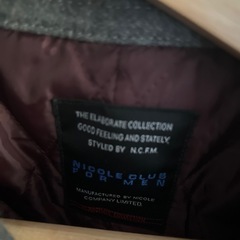 THE ELABORATE COLLECTION
GOOD FEELING AND STATELY.
STYLED BY N.C.F.M.
NICOLE CLUB
FOR MEN
MANUFACTURED BY NICOLE
COMPANY LIMITED.